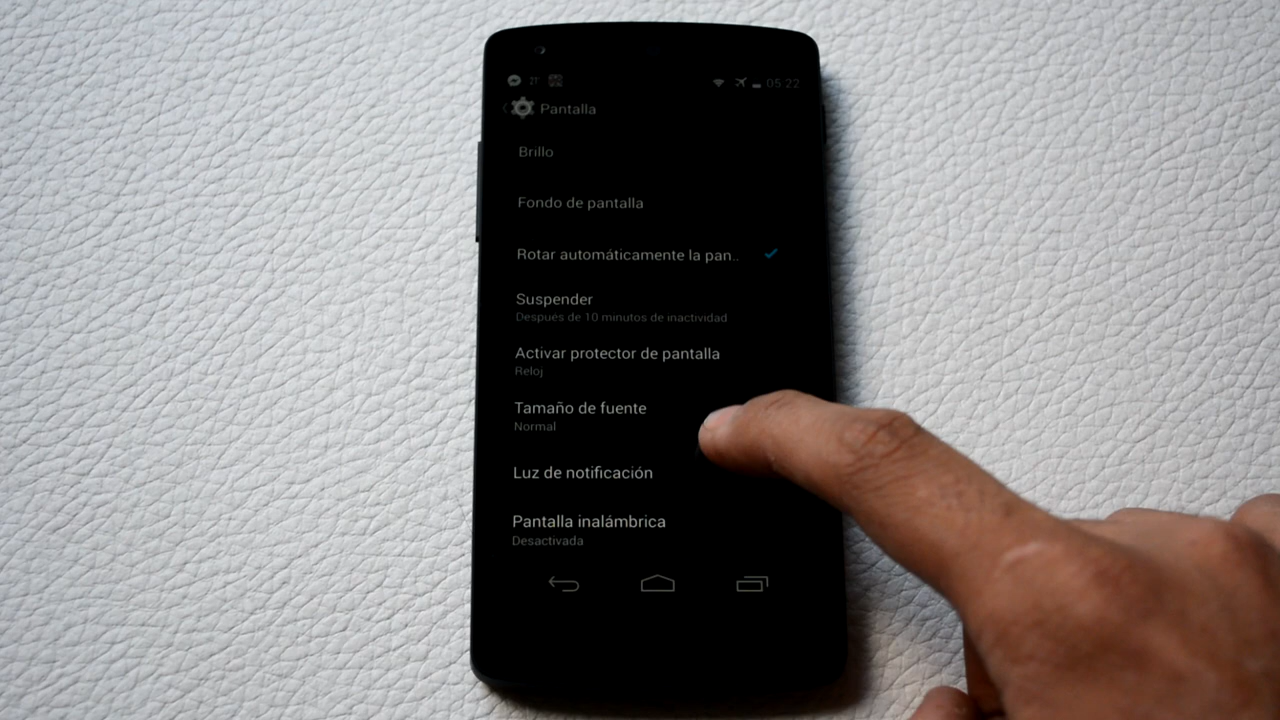 05:22
Pantalla
Brillo
Fondo de pantalla
Rotar automáticamente la pan..
Suspender
Después de 10 minutos de inactividad
Activar protector de pantalla
Reloj
Tamaño de fuente
Normal
Luz de notificación
Pantalla inalámbrica
Desactivada